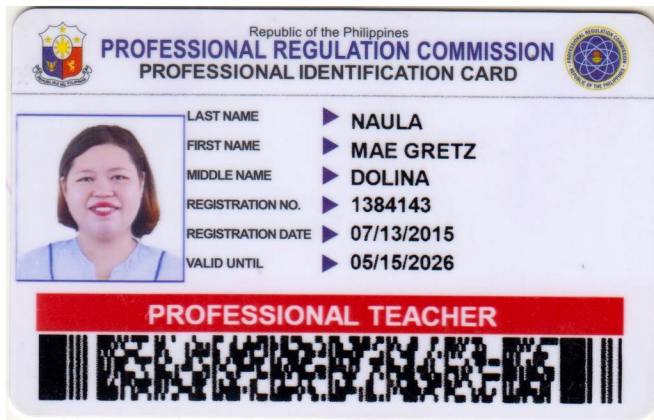 Republic of the Philippines
PROFESSIONAL REGULATION COMMISSION
PROFESSIONAL IDENTIFICATION CARD
LAST NAME NAULA
FIRST NAME MAE GRETZ
MIDDLE NAME DOLINA
REGISTRATION NO. 1384143
REGISTRATION DATE 07/13/2015
VALID UNTIL 05/15/2026
PROFESSIONAL TEACHER